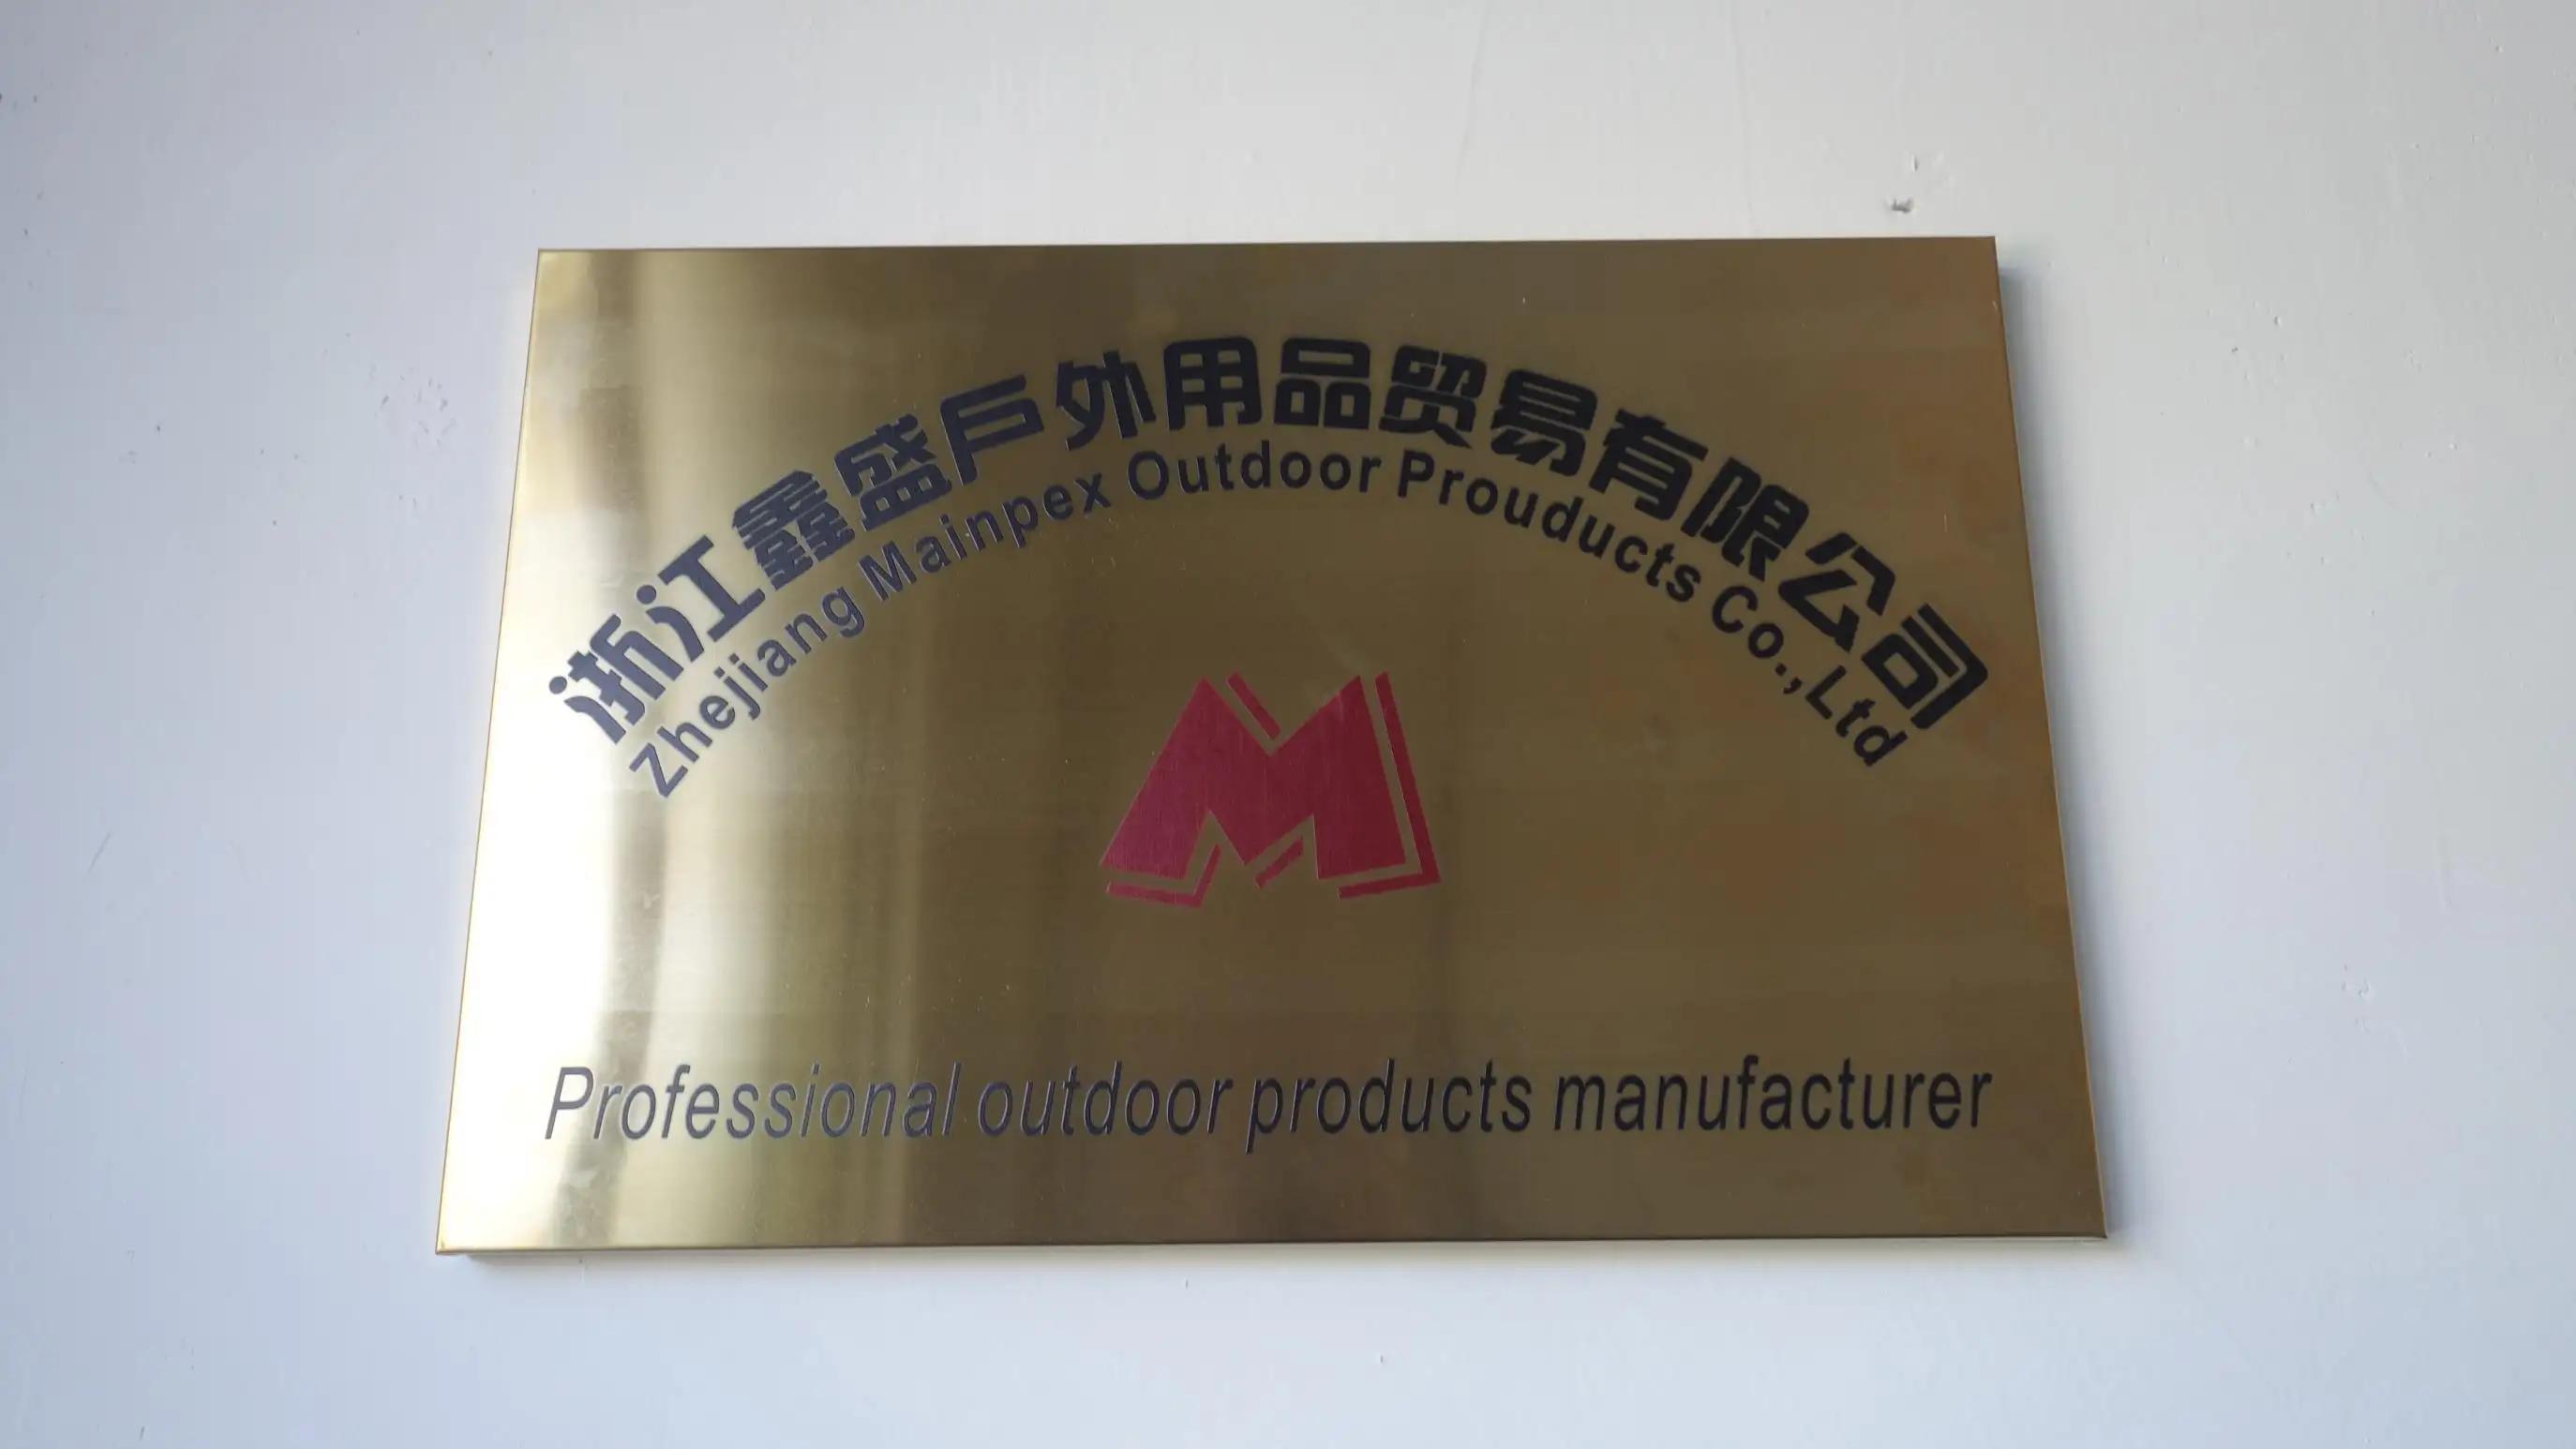 浙江鑫盛戶外用品贸易有限公司
Zhejiang Mainpex Outdoor Prouducts Co.,Ltd
M
Professional outdoor products manufacturer